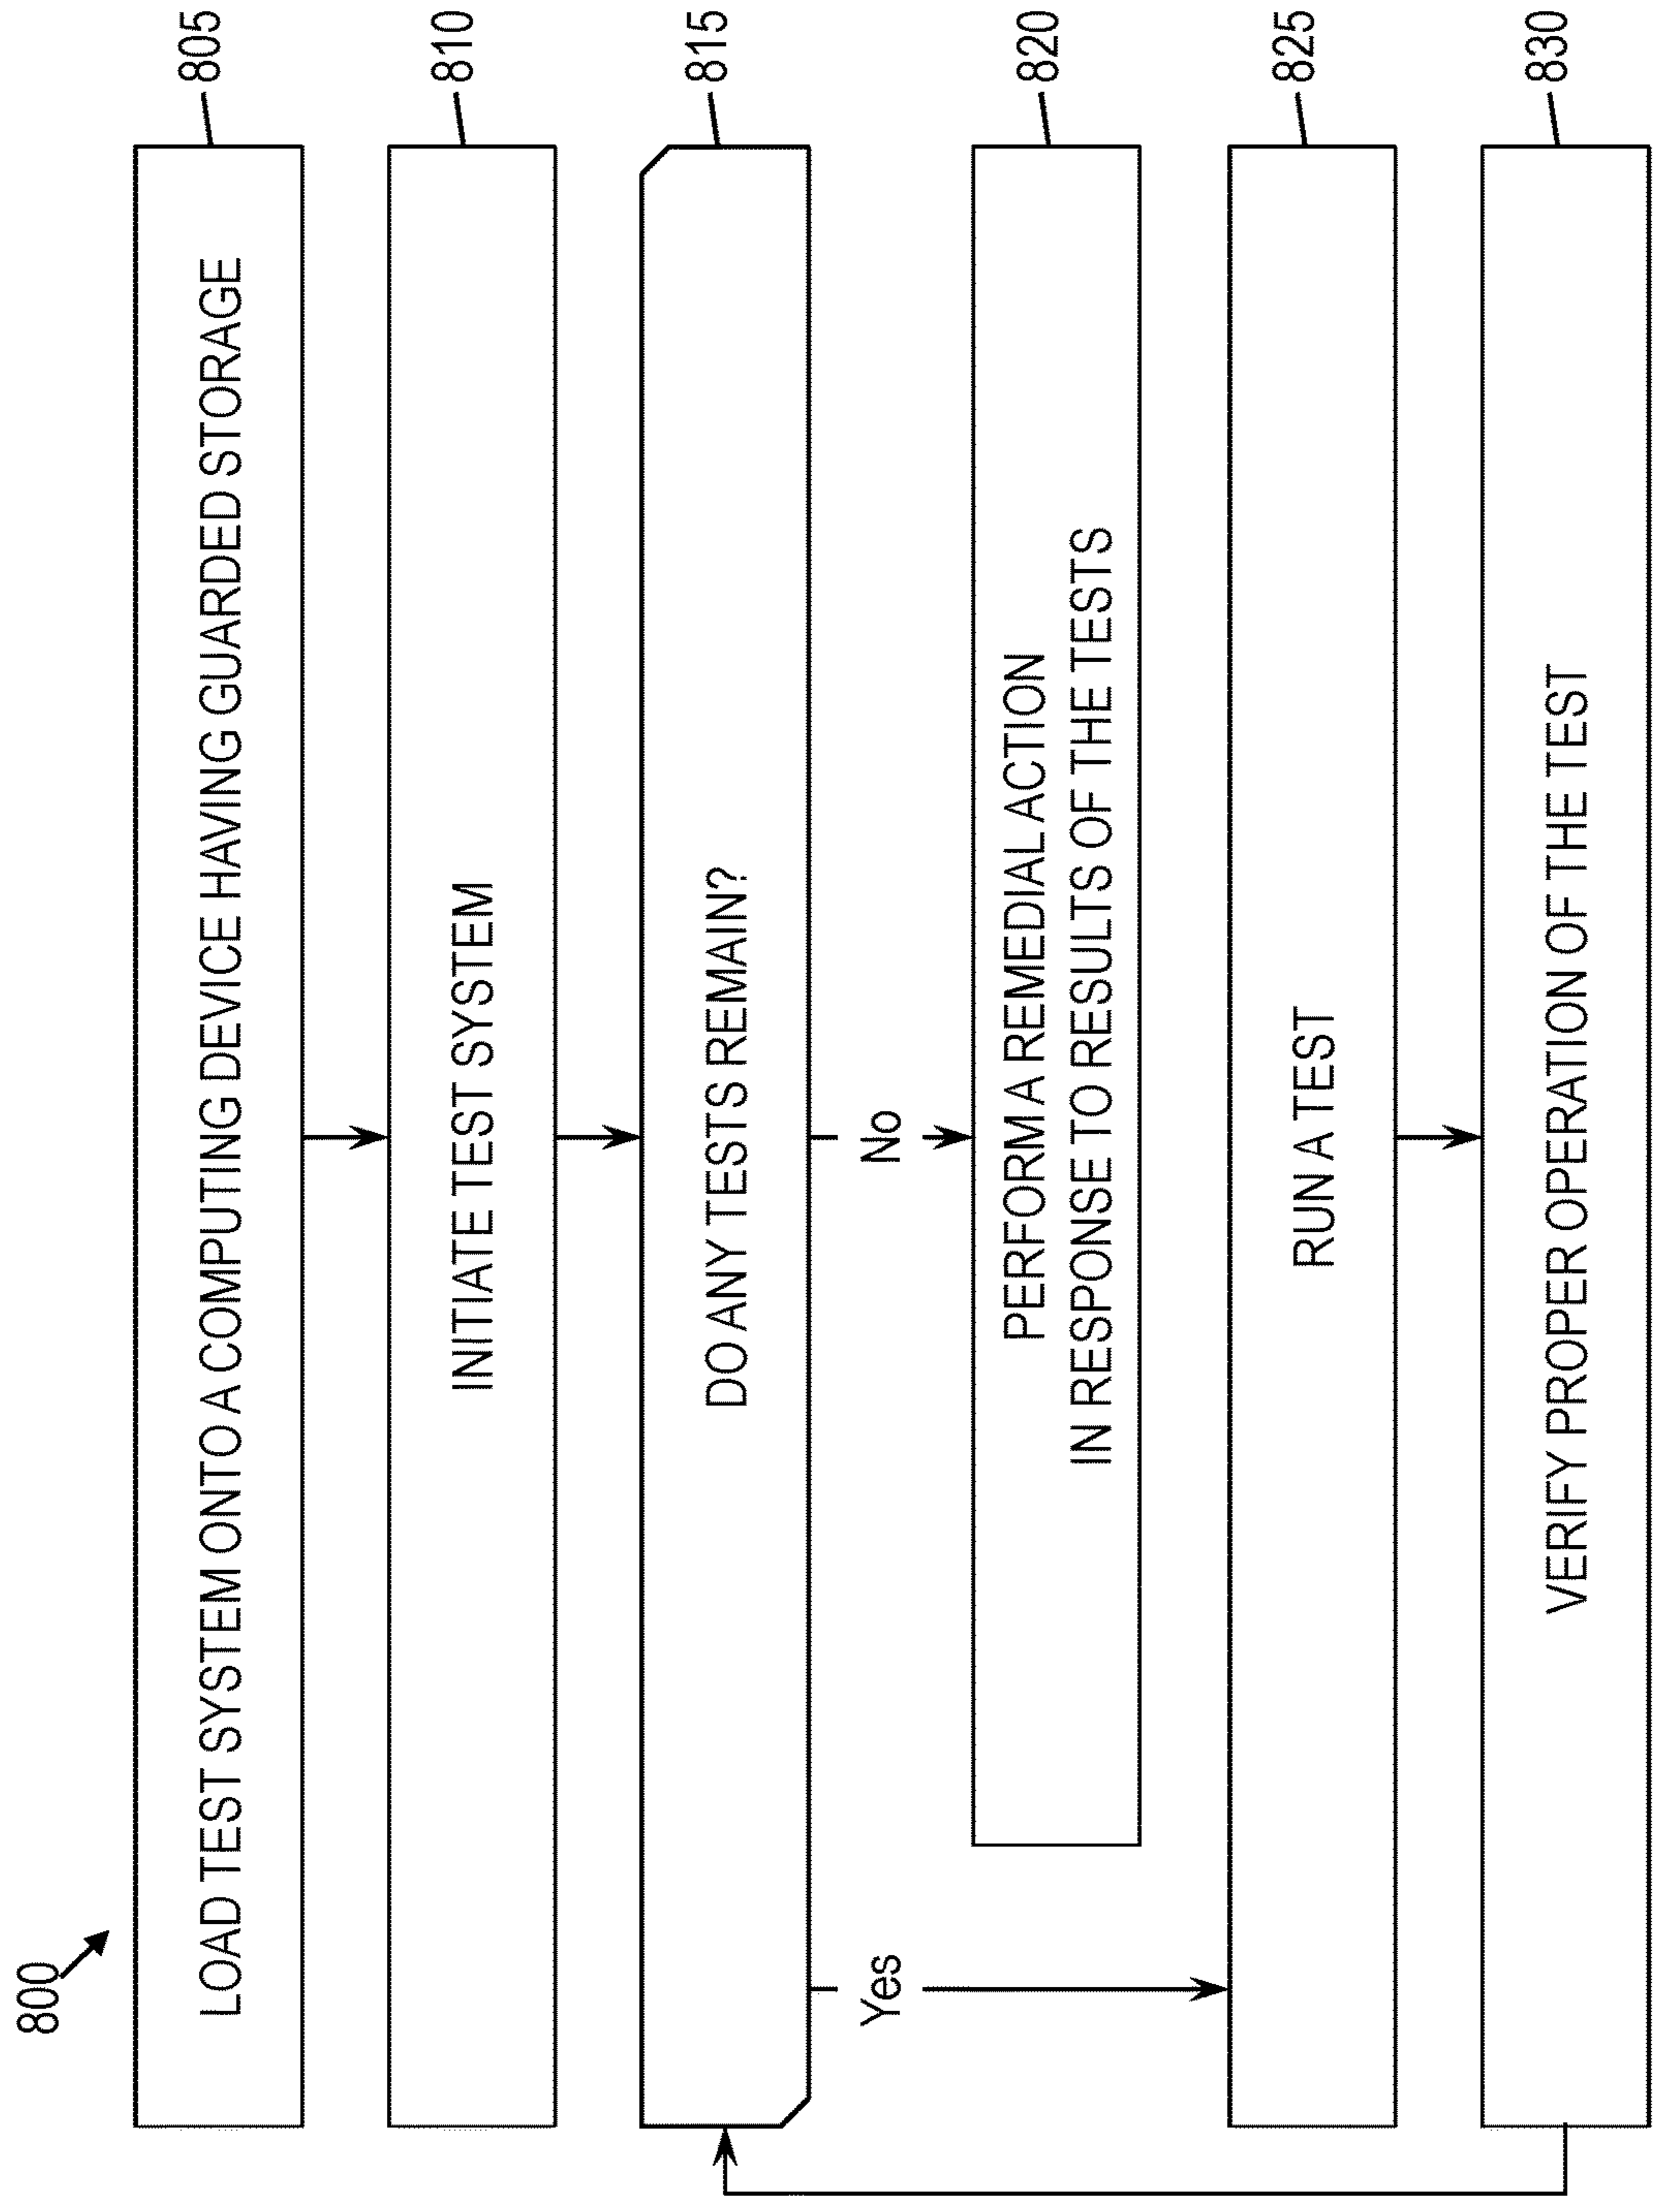 800
LOAD TEST SYSTEM ONTO A COMPUTING DEVICE HAVING GUARDED STORAGE
805
INITIATE TEST SYSTEM
810
DO ANY TESTS REMAIN?
815
Yes
No
PERFORM A REMEDIAL ACTION
IN RESPONSE TO RESULTS OF THE TESTS
820
RUN A TEST
825
VERIFY PROPER OPERATION OF THE TEST
830